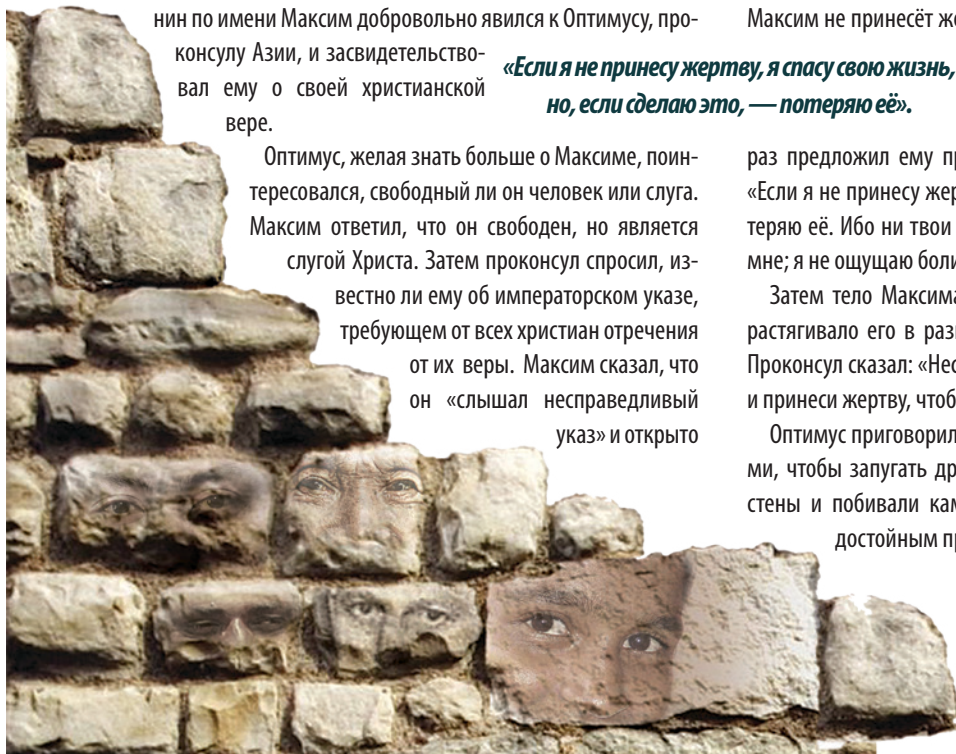 нин по имени Максим добровольно явился к Оптимусу, про-
консулу Азии, и засвидетельство-
вал ему о своей христианской
вере.
Оптимус, желая знать больше о Максиме, поин-
тересовался, свободный ли он человек или слуга.
Максим ответил, что он свободен, но является
слугой Христа. Затем проконсул спросил, из-
вестно ли ему об императорском указе,
требующем от всех христиан отречения
от их веры. Максим сказал, что
он «слышал несправедливый
указ» и открыто
«Если я не принесу жертву, я спасу свою жизнь,
но, если сделаю это, — потеряю её».
Максим не принесёт же
раз предложил ему пр
«Если я не принесу жер
теряю её. Ибо ни твои
мне; я не ощущаю боли
Затем тело Максима
растягивало его в раз
Проконсул сказал: «Нес
и принеси жертву, чтоб
Оптимус приговорил
ми, чтобы запугать др
стены и побивали кам
достойным пр